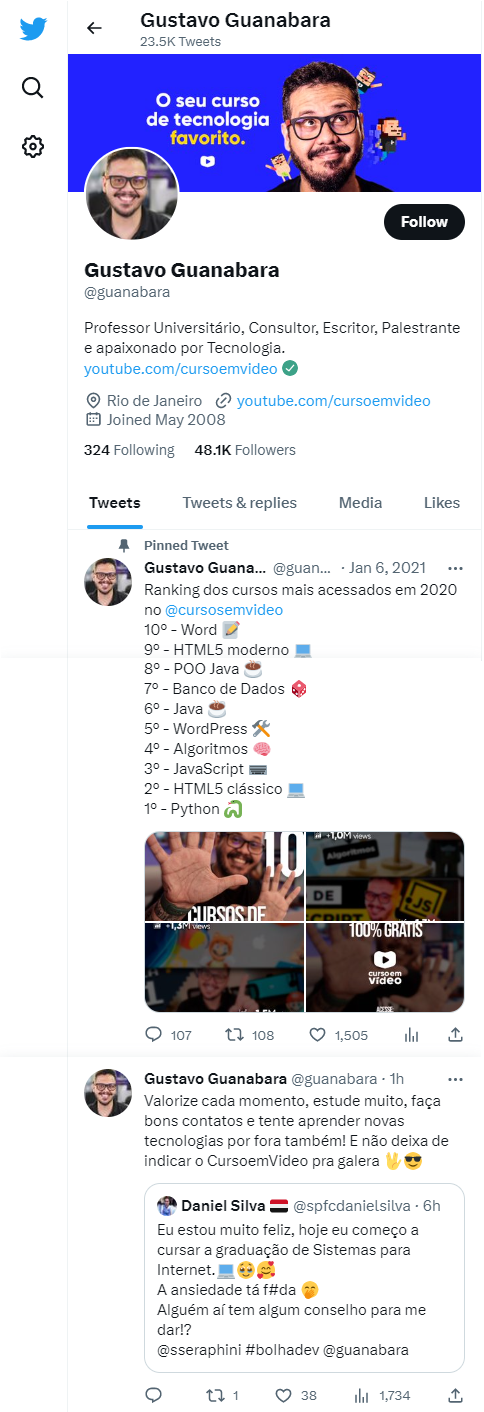 Gustavo Guanabara
23.5K Tweets
O seu curso
de tecnologia
favorito.
Follow
Gustavo Guanabara
@guanabara
Professor Universitário, Consultor, Escritor, Palestrante
e apaixonado por Tecnologia.
youtube.com/cursoemvideo
Rio de Janeiro youtube.com/cursoemvideo
Joined May 2008
324 Following 48.1K Followers
Tweets Tweets & replies Media Likes
Pinned Tweet
Gustavo Guana... @guan... · Jan 6, 2021
Ranking dos cursos mais acessados em 2020
no @cursosemvideo
10º - Word 📝
9º - HTML5 moderno 💻
8º - POO Java ☕
7º - Banco de Dados 🎲
6º - Java ☕
5º - WordPress 🛠️
4º - Algoritmos 🧠
3º - JavaScript ⌨️
2º - HTML5 clássico 💻
1º - Python 🐍
10
CURSOS DE
+1,0M views
Algoritmos
DE
JS
+1,3M views
100% GRÁTIS
CURSO EM
VÍDEO
107 108 1,505
Gustavo Guanabara @guanabara · 1h
Valorize cada momento, estude muito, faça
bons contatos e tente aprender novas
tecnologias por fora também! E não deixa de
indicar o CursoemVideo pra galera 🖖😎
Daniel Silva 🇾🇪 @spfcdanielsilva · 6h
Eu estou muito feliz, hoje eu começo a
cursar a graduação de Sistemas para
Internet.💻🥹🥰
A ansiedade tá f#da 🤭
Alguém aí tem algum conselho para me
dar!?
@sseraphini #bolhadev @guanabara
1 38 1,734